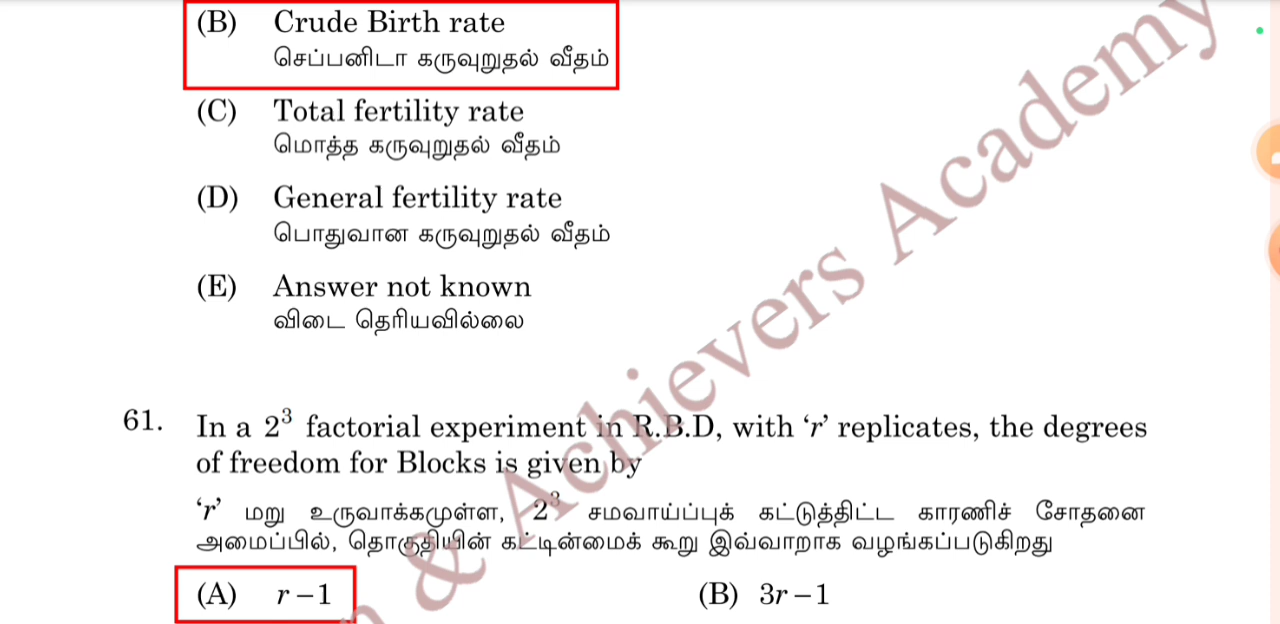 (B) Crude Birth rate
செப்பனிடா கருவுறுதல் வீதம்
(C) Total fertility rate
மொத்த கருவுறுதல் வீதம்
(D) General fertility rate
பொதுவான கருவுறுதல் வீதம்
(E) Answer not known
விடை தெரியவில்லை
61. In a 2³ factorial experiment in R.B.D, with ‘r’ replicates, the degrees
of freedom for Blocks is given by
‘r’ மறு உருவாக்கமுள்ள, 2³ சமவாய்ப்புக் கட்டுத்திட்ட காரணிச் சோதனை
அமைப்பில், தொகுதியின் கட்டின்மைக் கூறு இவ்வாறாக வழங்கப்படுகிறது
(A) r – 1 (B) 3r – 1
& Achievers Academy